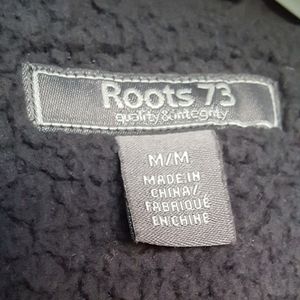 Roots 73
quality & integrity
M/M
MADE IN
CHINA/
FABRIQUÉ
EN CHINE